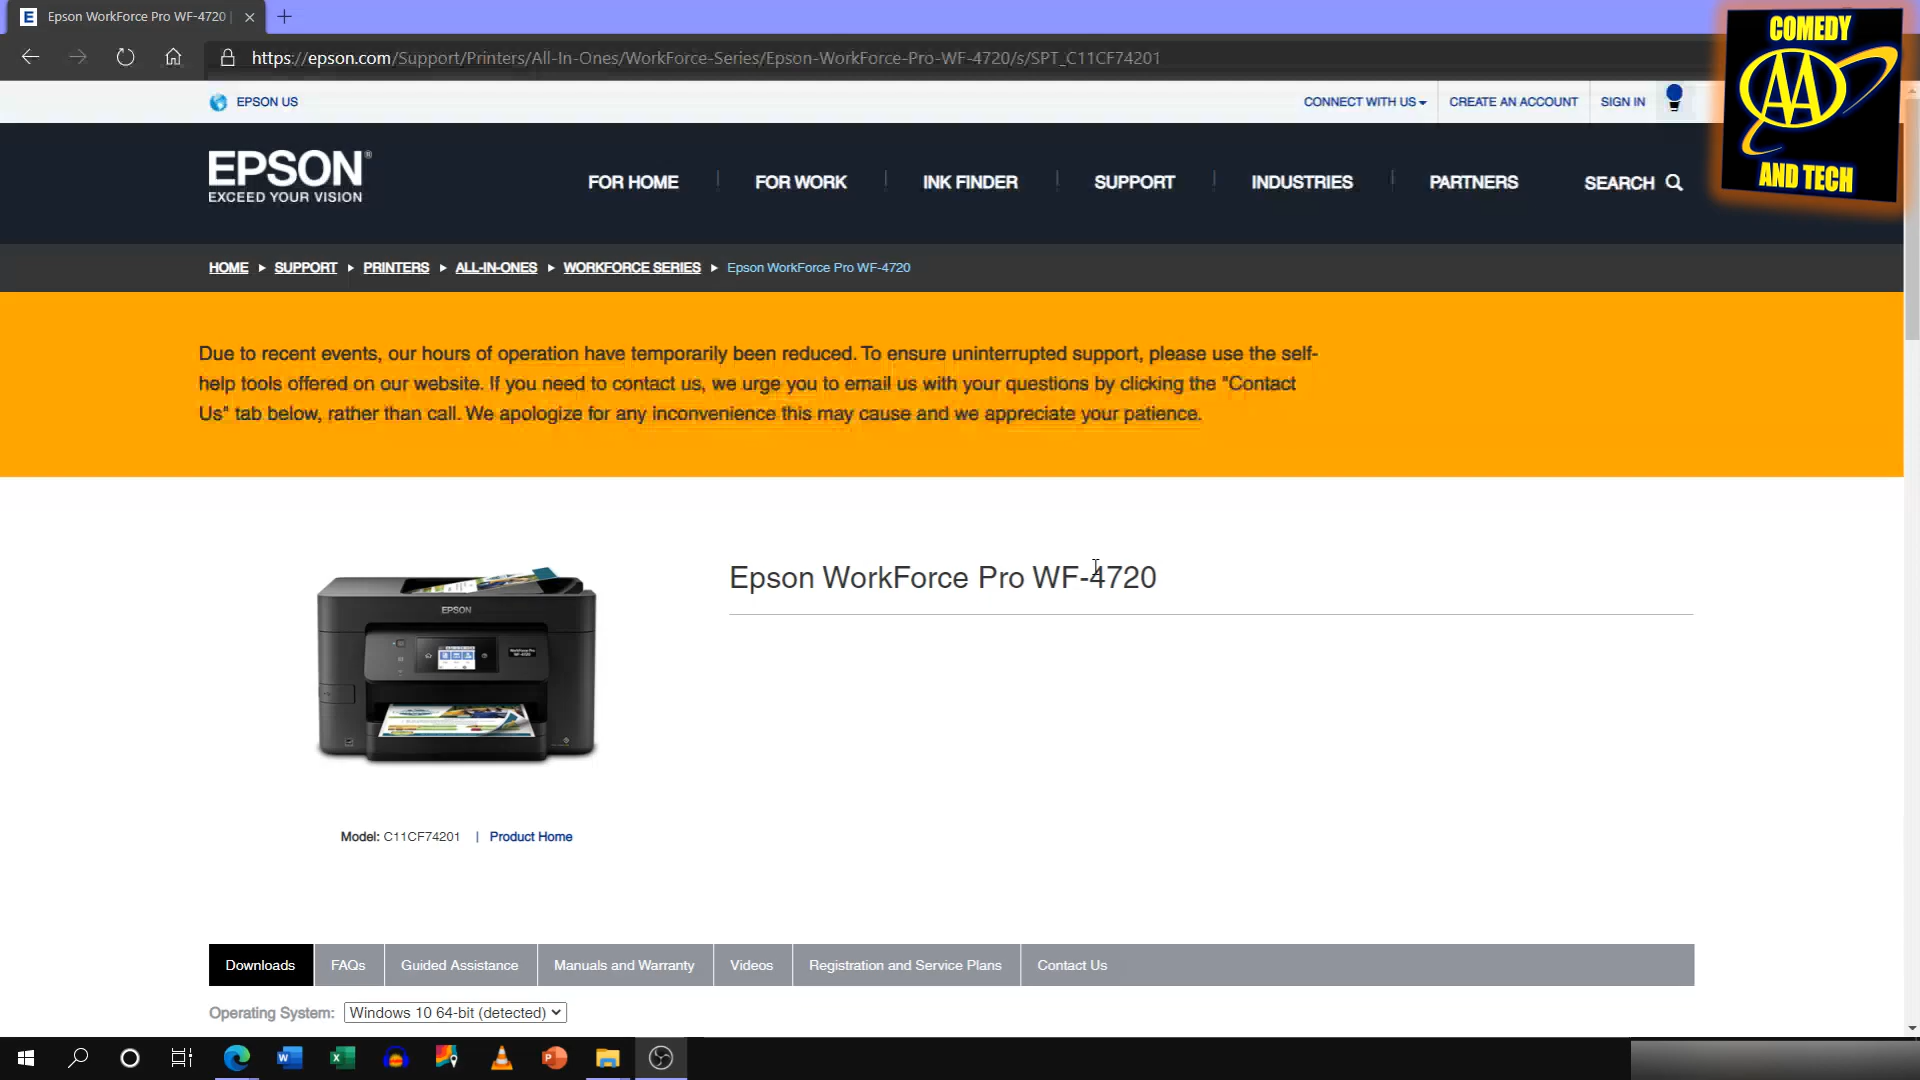 Epson WorkForce Pro WF-4720 |
https://epson.com/Support/Printers/All-In-Ones/WorkForce-Series/Epson-WorkForce-Pro-WF-4720/s/SPT_C11CF74201
COMEDY
AA
AND TECH
EPSON US
CONNECT WITH US
CREATE AN ACCOUNT
SIGN IN
EPSON®
EXCEED YOUR VISION
FOR HOME
FOR WORK
INK FINDER
SUPPORT
INDUSTRIES
PARTNERS
SEARCH
HOME SUPPORT PRINTERS ALL-IN-ONES WORKFORCE SERIES Epson WorkForce Pro WF-4720
Due to recent events, our hours of operation have temporarily been reduced. To ensure uninterrupted support, please use the self-
help tools offered on our website. If you need to contact us, we urge you to email us with your questions by clicking the "Contact
Us" tab below, rather than call. We apologize for any inconvenience this may cause and we appreciate your patience.
Epson WorkForce Pro WF-4720
EPSON
Model: C11CF74201 | Product Home
Downloads
FAQs
Guided Assistance
Manuals and Warranty
Videos
Registration and Service Plans
Contact Us
Operating System: Windows 10 64-bit (detected)